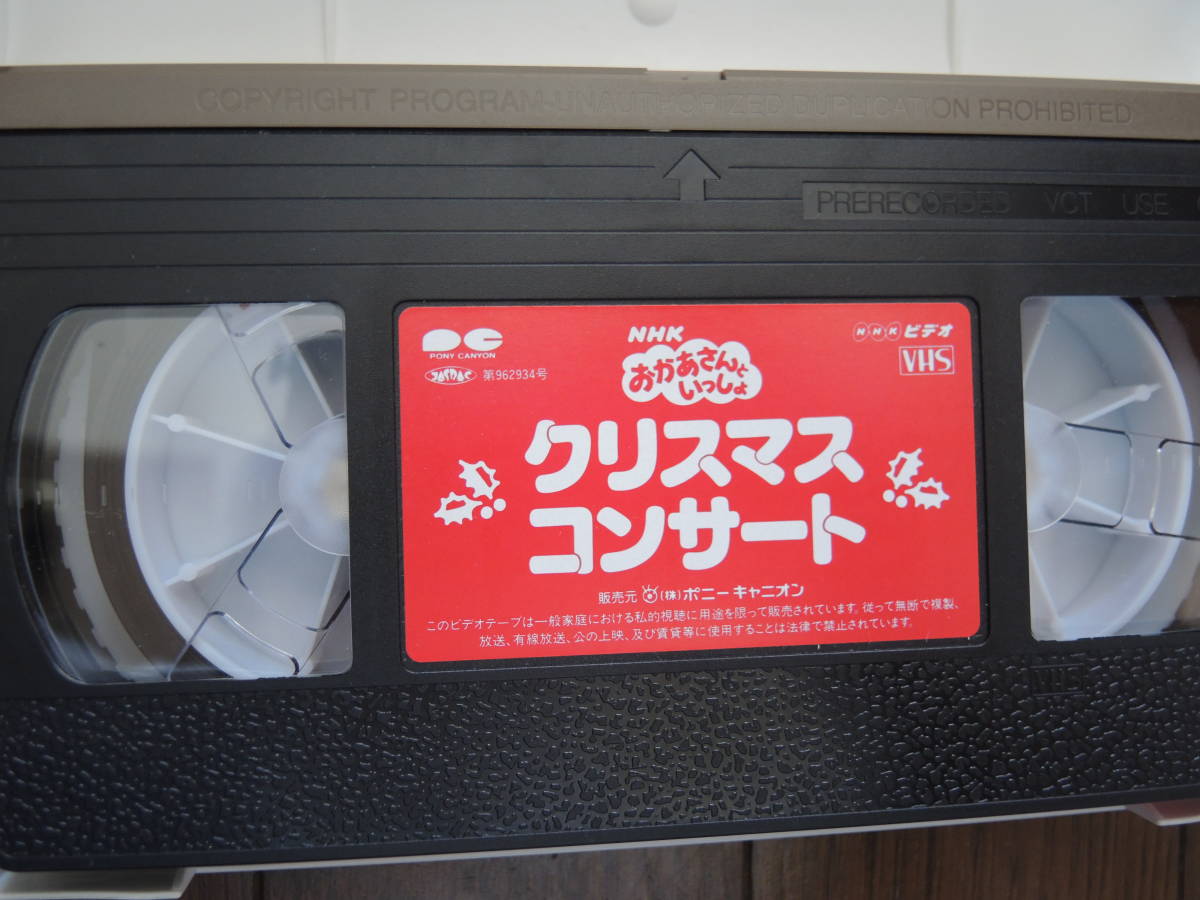 COPYRIGHT PROGRAM-UNAUTHORIZED DUPLICATION PROHIBITED
PRERECORDED VCT USE
PONY CANYON
JASRAC 第962934号
NHK
おかあさんと
いっしょ
NHK ビデオ
VHS
クリスマス
コンサート
販売元 (株)ポニーキャニオン
このビデオテープは一般家庭における私的視聴に用途を限って販売されています。従って無断で複製、
放送、有線放送、公の上映、及び賃貸等に使用することは法律で禁止されています。
VHS